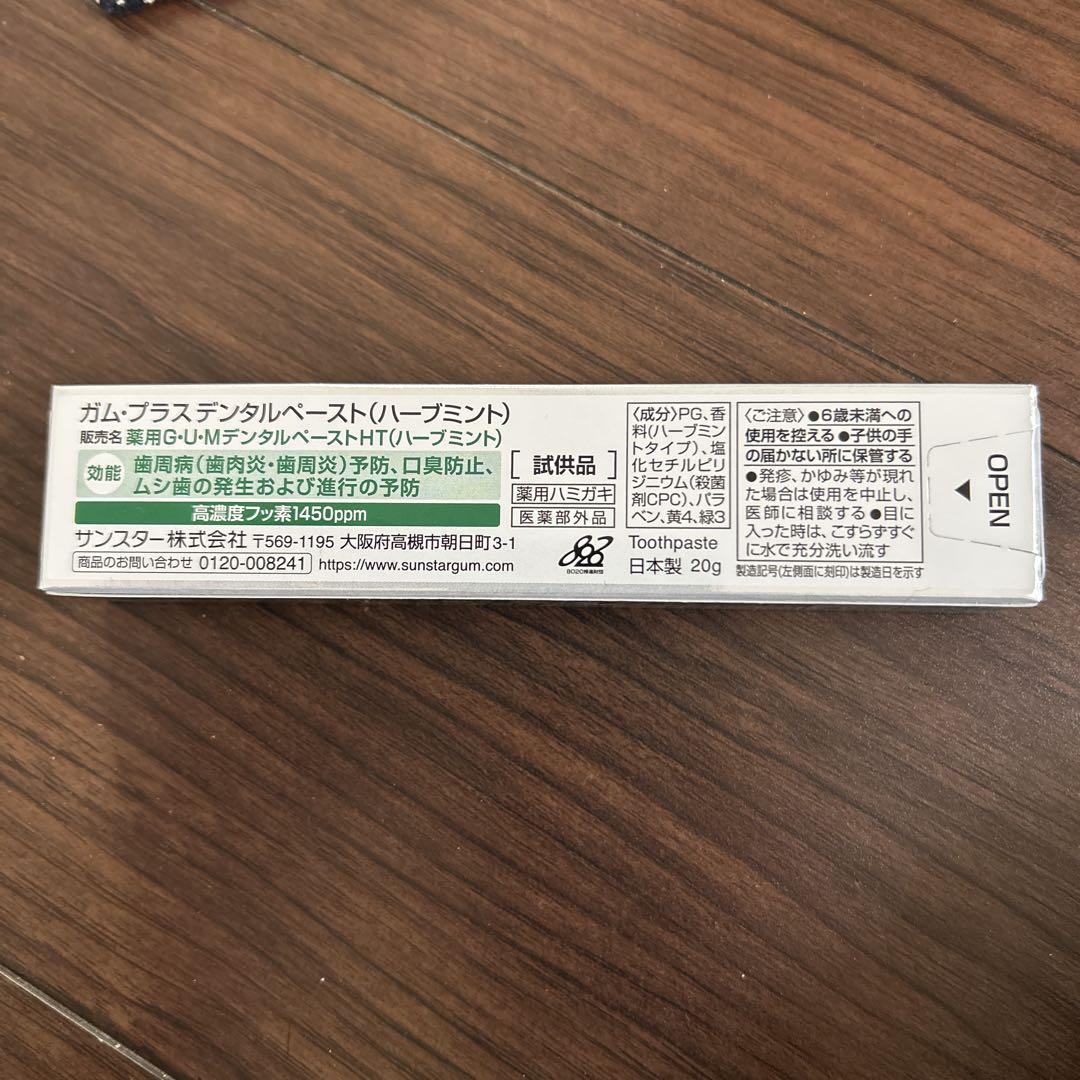 ガム・プラス デンタルペースト(ハーブミント)
販売名 薬用G・U・MデンタルペーストHT(ハーブミント)
効能
歯周病(歯肉炎・歯周炎)予防、口臭防止、
ムシ歯の発生および進行の予防
高濃度フッ素1450ppm
サンスター株式会社 〒569-1195 大阪府高槻市朝日町3-1
商品のお問い合わせ 0120-008241 https://www.sunstargum.com
[試供品]
薬用ハミガキ
医薬部外品
8020
8020推進財団
〈成分〉PG、香
料(ハーブミン
トタイプ)、塩
化セチルピリ
ジニウム(殺菌
剤CPC)、パラ
ベン、黄4、緑3
Toothpaste
日本製 20g
〈ご注意〉●6歳未満への
使用を控える ●子供の手
の届かない所に保管する
●発疹、かゆみ等が現れ
た場合は使用を中止し、
医師に相談する ●目に
入った時は、こすらずすぐ
に水で充分洗い流す
製造記号(左側面に刻印)は製造日を示す
OPEN